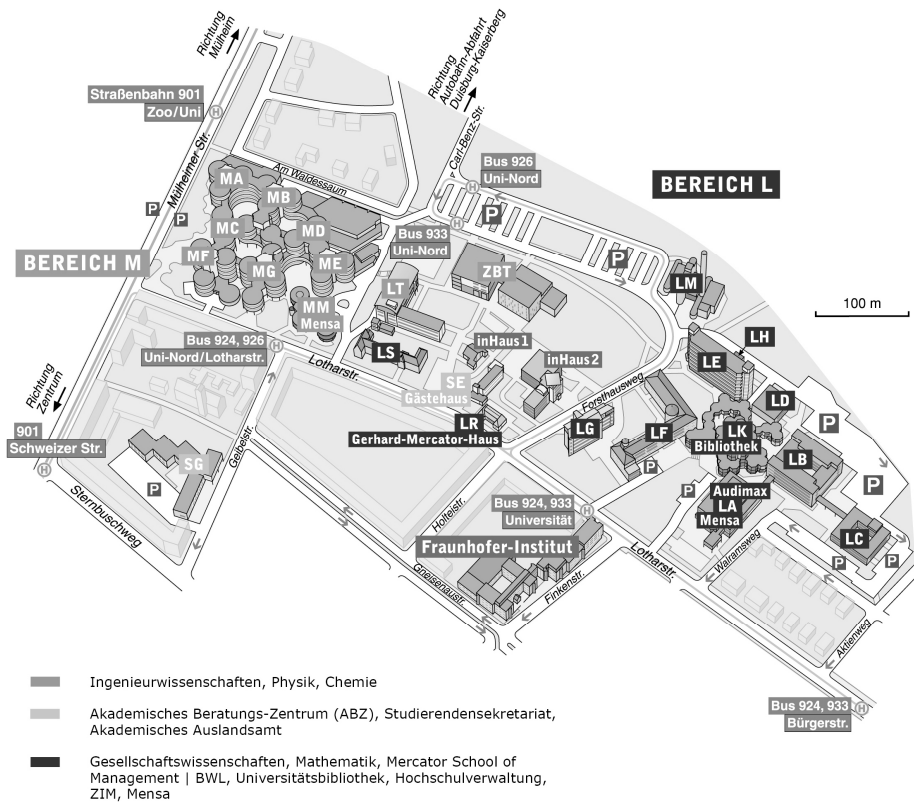 Richtung
Mülheim
Richtung
Autobahn-Abfahrt
Duisburg-Kaiserberg
Straßenbahn 901
Zoo/Uni
H
Mülheimer Str.
Carl-Benz-Str.
Am Waldessaum
Bus 926
Uni-Nord
H
BEREICH L
MA
MB
P
P
P
MC
MD
Bus 933
Uni-Nord
H
BEREICH M
MF
MG
ME
LT
ZBT
P
LM
100 m
MM
Mensa
Bus 924, 926
Uni-Nord/Lotharstr.
H
LS
inHaus1
inHaus2
LH
LE
Lotharstr.
SE
Gästehaus
Forsthausweg
LD
Richtung
Zentrum
LR
Gerhard-Mercator-Haus
LG
LF
LK
Bibliothek
P
901
Schweizer Str.
H
SG
Geibelstr.
LB
P
P
P
P
Audimax
LA
Mensa
Sternbuschweg
Holteistr.
Bus 924, 933
Universität
H
LC
Fraunhofer-Institut
Lotharstr.
Walramsweg
P
P
Gneisenaustr.
Finkenstr.
Aktienweg
Bus 924, 933
Bürgerstr.
H
Ingenieurwissenschaften, Physik, Chemie
Akademisches Beratungs-Zentrum (ABZ), Studierendensekretariat,
Akademisches Auslandsamt
Gesellschaftswissenschaften, Mathematik, Mercator School of
Management | BWL, Universitätsbibliothek, Hochschulverwaltung,
ZIM, Mensa